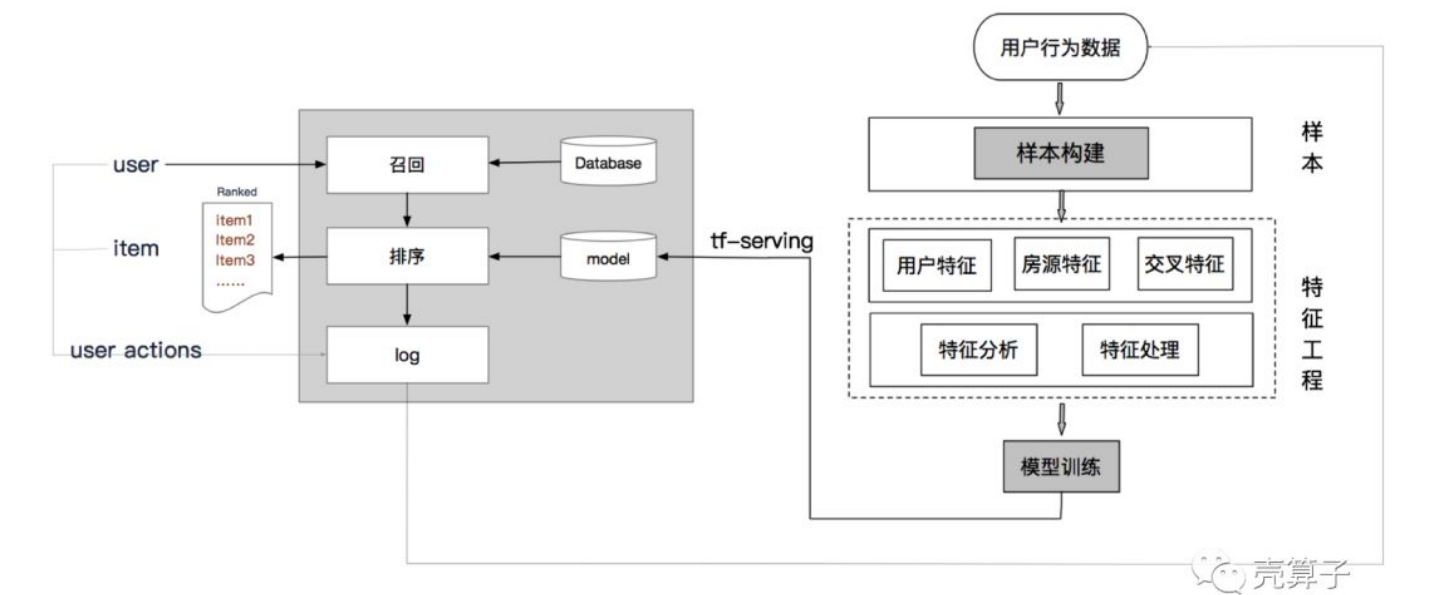 user
item
user actions
Ranked
item1
Item2
Item3
......
召回
排序
log
Database
model
tf-serving
用户行为数据
样本构建
样本
用户特征
房源特征
交叉特征
特征分析
特征处理
特征工程
模型训练
壳算子